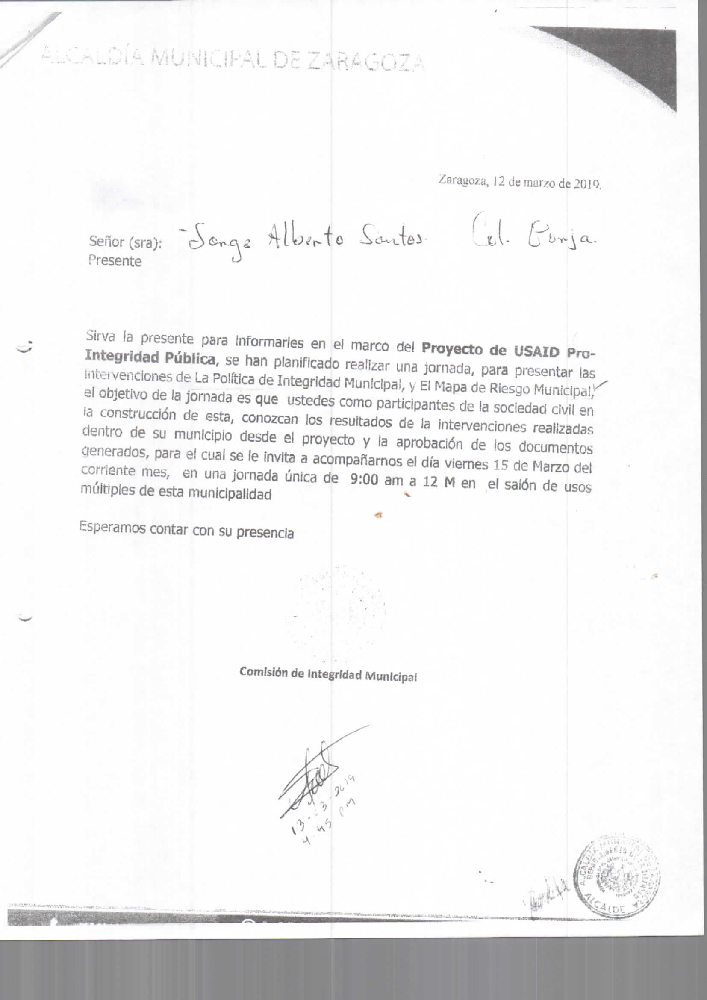 ALCALDÍA MUNICIPAL DE ZARAGOZA
Zaragoza, 12 de marzo de 2019.
Señor (sra): Jorge Alberto Santos. Col. Borja.
Presente
Sirva la presente para informarles en el marco del Proyecto de USAID Pro-
Integridad Pública, se han planificado realizar una jornada, para presentar las
intervenciones de La Política de Integridad Municipal, y El Mapa de Riesgo Municipal,
el objetivo de la jornada es que ustedes como participantes de la sociedad civil en
la construcción de esta, conozcan los resultados de la intervenciones realizadas
dentro de su municipio desde el proyecto y la aprobación de los documentos
generados, para el cual se le invita a acompañarnos el día viernes 15 de Marzo del
corriente mes, en una jornada única de 9:00 am a 12 M en el salón de usos
múltiples de esta municipalidad
Esperamos contar con su presencia
Comisión de Integridad Municipal
13-03-2019
4:45 pm
ALCALDÍA MUNICIPAL DE ZARAGOZA
DEPARTAMENTO DE LA LIBERTAD
ALCALDE